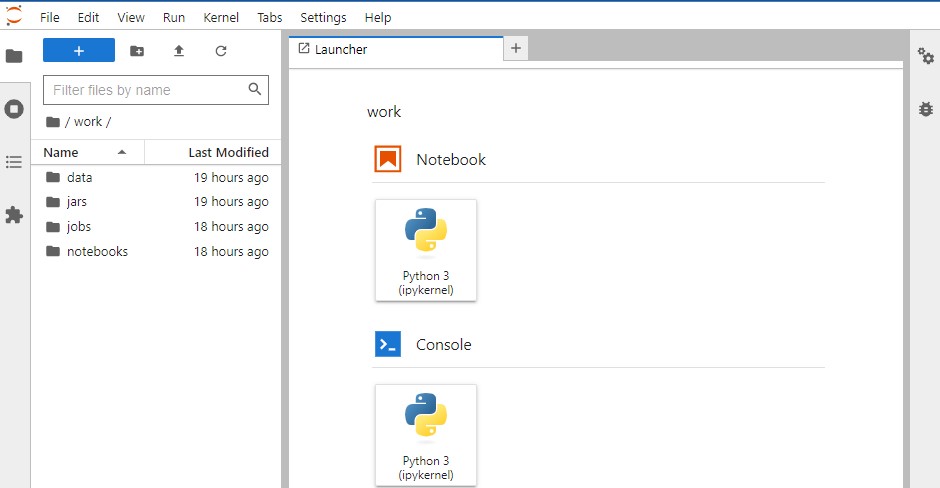 File Edit View Run Kernel Tabs Settings Help
+
Filter files by name
/ work /
Name Last Modified
data 19 hours ago
jars 19 hours ago
jobs 18 hours ago
notebooks 18 hours ago
Launcher +
work
Notebook
Python 3
(ipykernel)
Console
Python 3
(ipykernel)